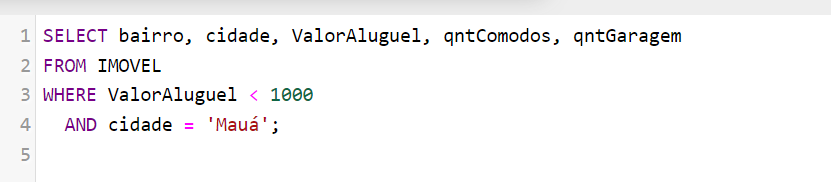 1 SELECT bairro, cidade, ValorAluguel, qntComodos, qntGaragem
2 FROM IMOVEL
3 WHERE ValorAluguel < 1000
4   AND cidade = 'Mauá';
5